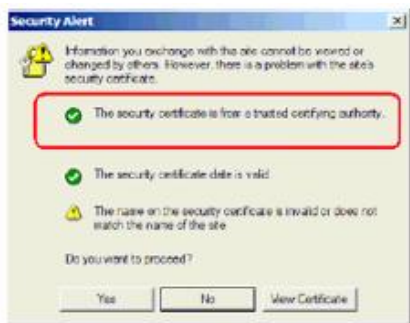 Security Alert
Information you exchange with this site cannot be viewed or
changed by others. However, there is a problem with the site's
security certificate.
The security certificate is from a trusted certifying authority.
The security certificate date is valid
The name on the security certificate is invalid or does not
match the name of the site
Do you want to proceed?
Yes No View Certificate